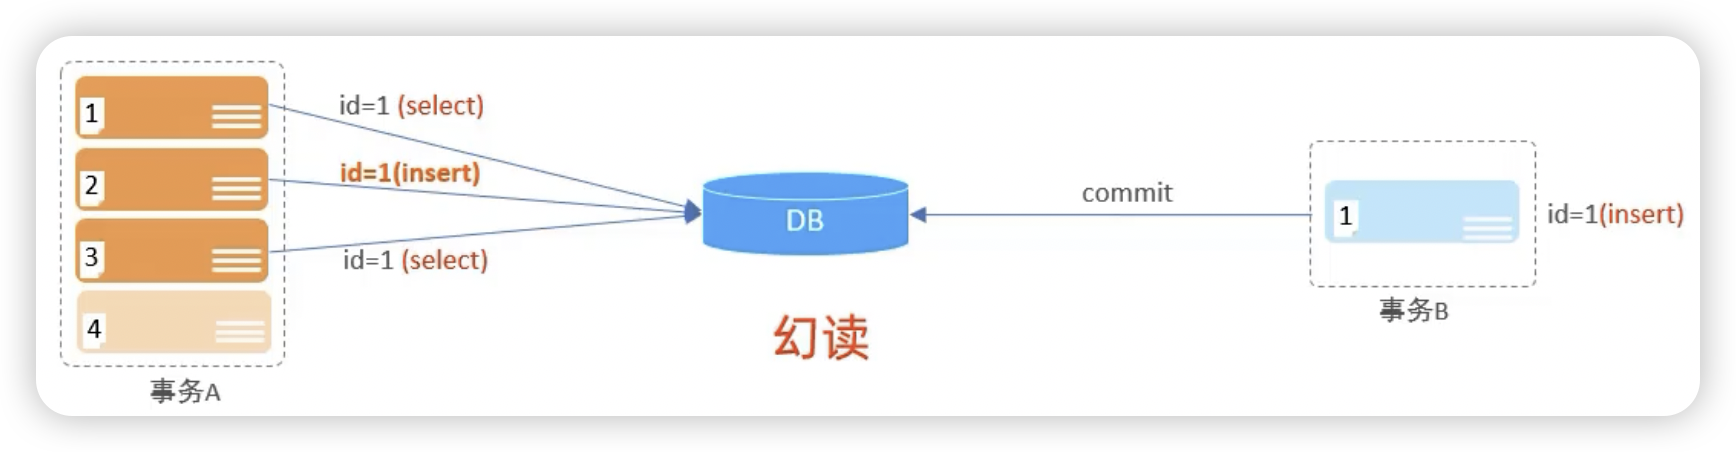 1
id=1 (select)
2
id=1(insert)
3
id=1 (select)
4
事务A
DB
幻读
commit
1
id=1(insert)
事务B